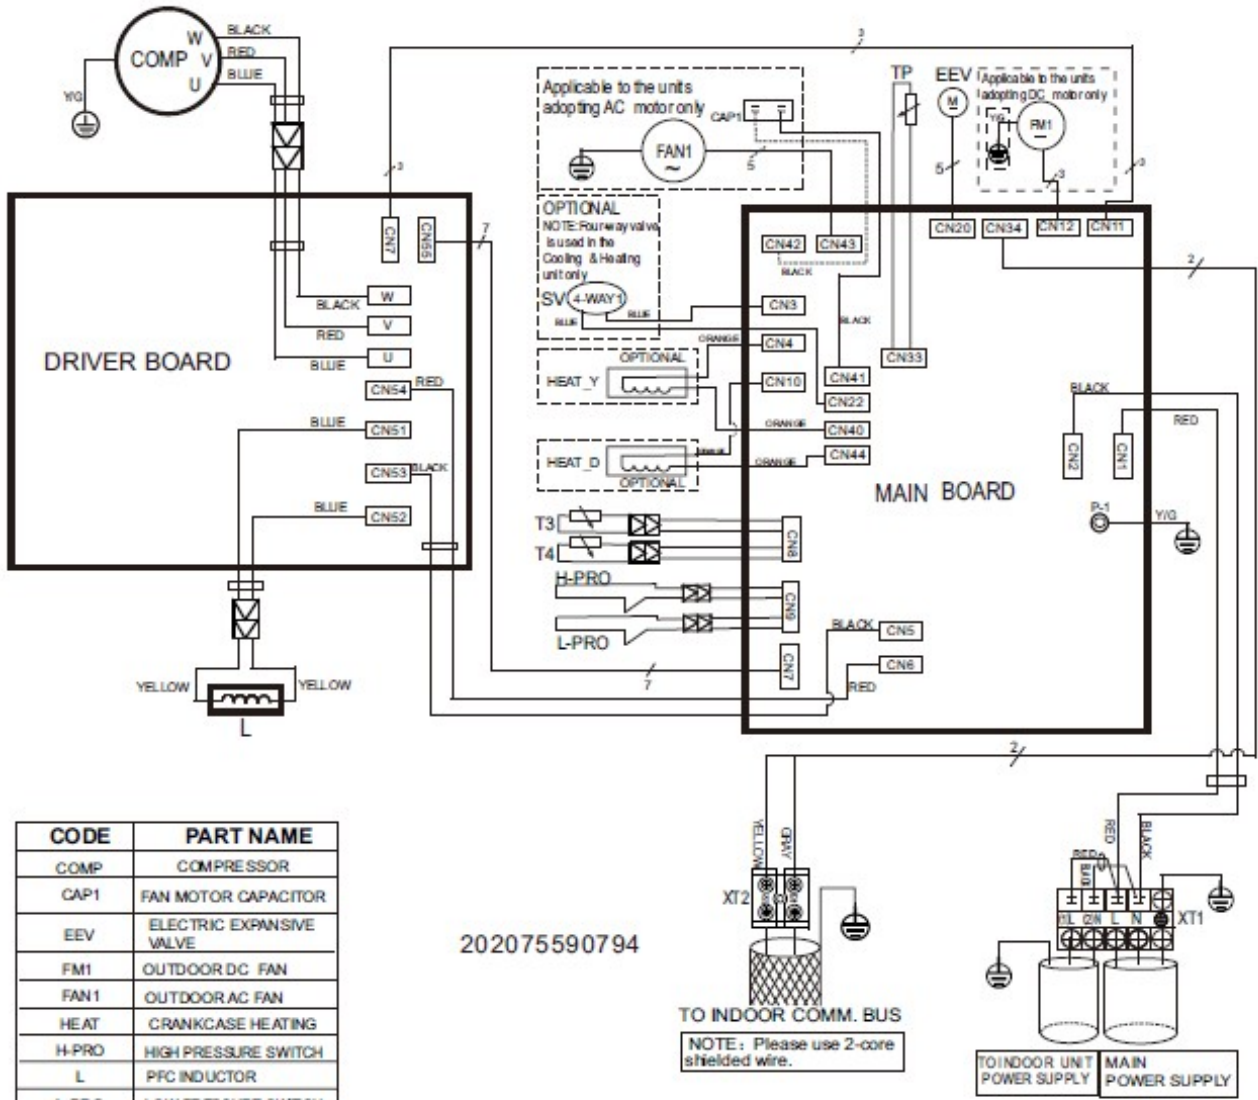 COMP
W
V
U
BLACK
RED
BLUE
Y/G
3
3
Applicable to the units
adopting AC motor only
CAP1
FAN1
~
5
TP
EEV
M
5
Applicable to the units
adopting DC motor only
Y/G
FM1
3
3
OPTIONAL
NOTE:Four-way valve
is used in the
Cooling & Heating
unit only
SV
4-WAY1
BLUE
BLUE
CN7
CN55
7
W
V
U
BLACK
RED
BLUE
DRIVER BOARD
CN54
RED
BLUE
CN51
CN53
BLACK
BLUE
CN52
YELLOW
YELLOW
L
CN42
CN43
BLACK
CN20
CN34
CN12
CN11
2
CN3
BLACK
ORANGE
CN4
CN33
OPTIONAL
HEAT_Y
CN10
CN41
CN22
ORANGE
CN40
HEAT_D
OPTIONAL
ORANGE
CN44
BLACK
RED
CN2
CN1
MAIN BOARD
P-1
Y/G
T3
T4
CN8
H-PRO
L-PRO
CN9
CN7
7
BLACK
CN5
RED
CN6
2
YELLOW
GRAY
XT2
TO INDOOR COMM. BUS
NOTE: Please use 2-core
shielded wire.
RED
BLACK
RED
BLACK
(1)L (2)N L N
XT1
TO INDOOR UNIT
POWER SUPPLY
MAIN
POWER SUPPLY
202075590794
CODE PART NAME
COMP COMPRESSOR
CAP1 FAN MOTOR CAPACITOR
EEV ELECTRIC EXPANSIVE
VALVE
FM1 OUTDOOR DC FAN
FAN1 OUTDOOR AC FAN
HEAT CRANKCASE HEATING
H-PRO HIGH PRESSURE SWITCH
L PFC INDUCTOR